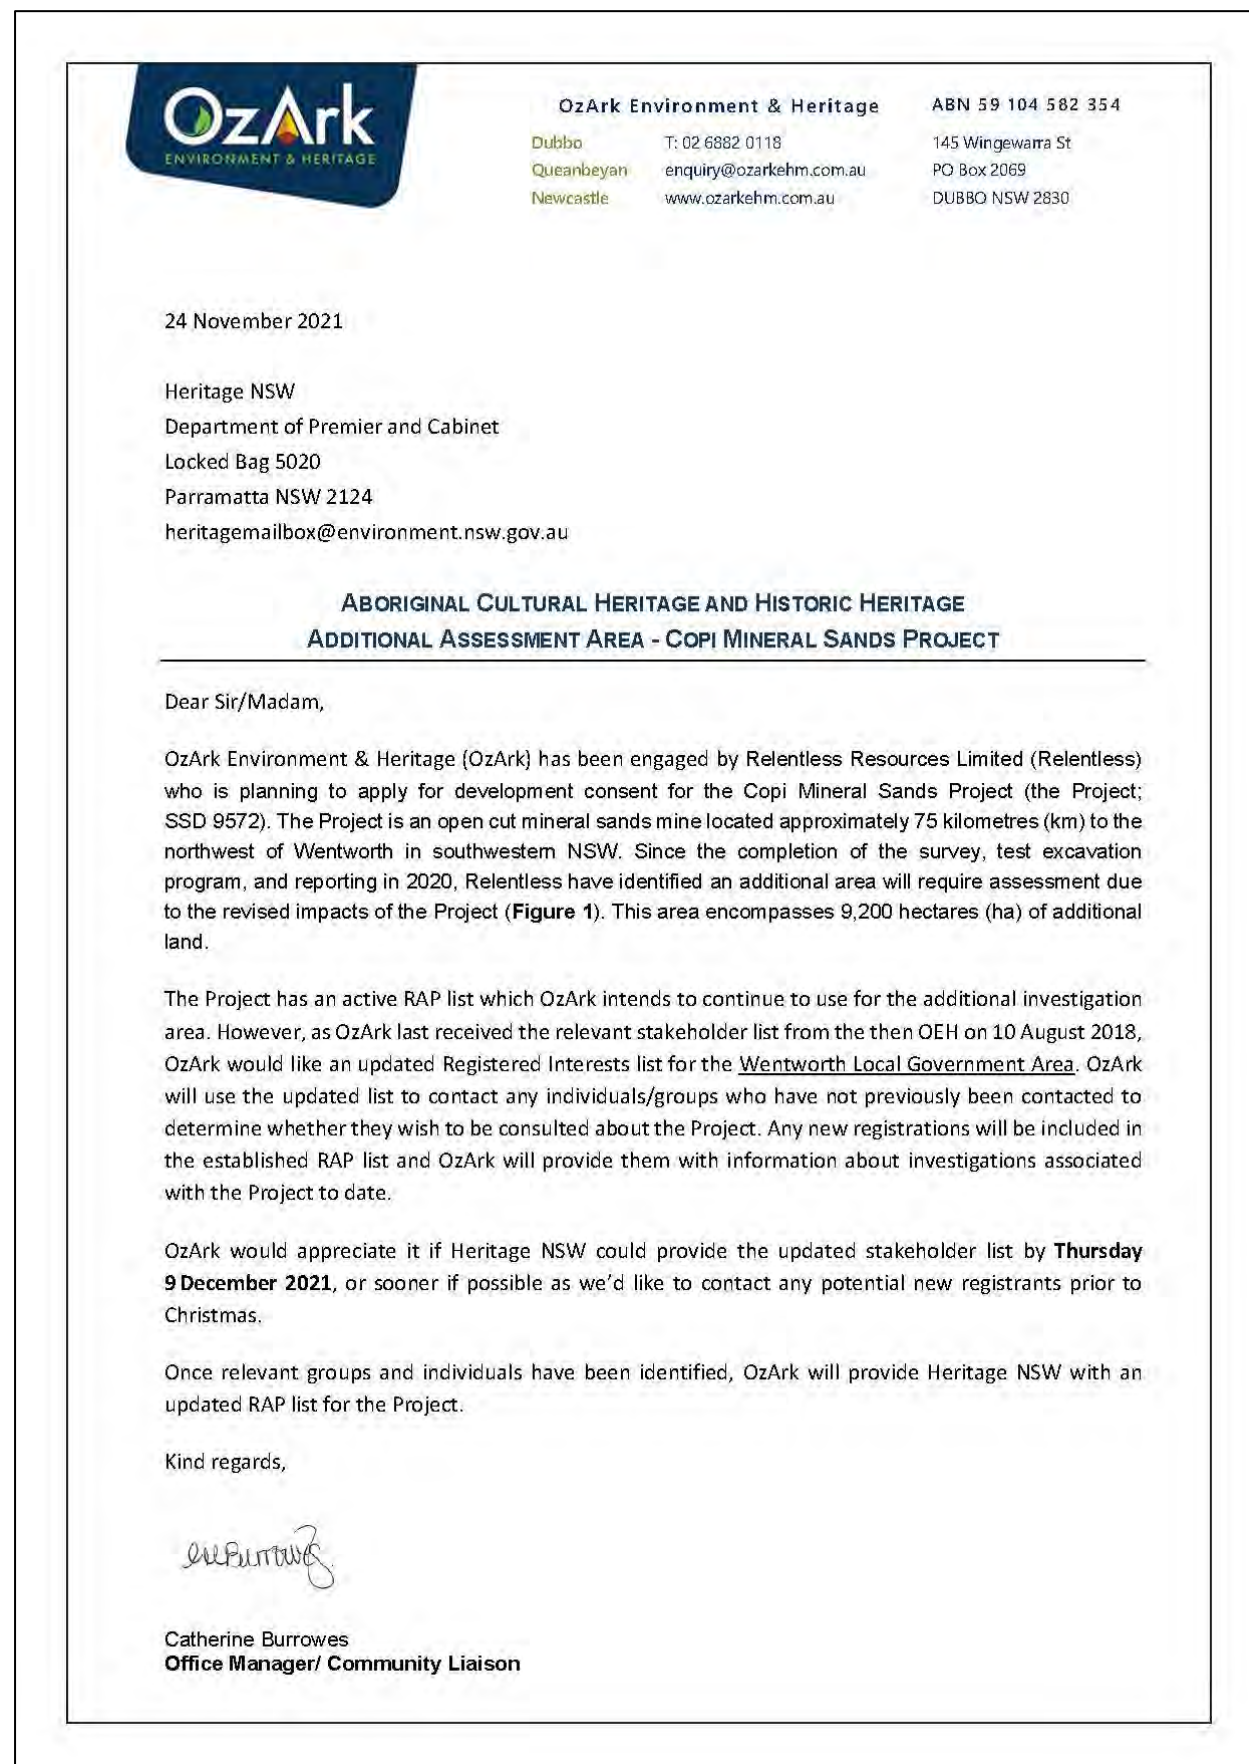 OzArk
ENVIRONMENT & HERITAGE
OzArk Environment & Heritage
ABN 59 104 582 354
Dubbo T: 02 6882 0118 145 Wingewarra St
Queanbeyan enquiry@ozarkehm.com.au PO Box 2069
Newcastle www.ozarkehm.com.au DUBBO NSW 2830
24 November 2021
Heritage NSW
Department of Premier and Cabinet
Locked Bag 5020
Parramatta NSW 2124
heritagemailbox@environment.nsw.gov.au
ABORIGINAL CULTURAL HERITAGE AND HISTORIC HERITAGE
ADDITIONAL ASSESSMENT AREA - COPI MINERAL SANDS PROJECT
Dear Sir/Madam,
OzArk Environment & Heritage (OzArk) has been engaged by Relentless Resources Limited (Relentless)
who is planning to apply for development consent for the Copi Mineral Sands Project (the Project;
SSD 9572). The Project is an open cut mineral sands mine located approximately 75 kilometres (km) to the
northwest of Wentworth in southwestern NSW. Since the completion of the survey, test excavation
program, and reporting in 2020, Relentless have identified an additional area will require assessment due
to the revised impacts of the Project (Figure 1). This area encompasses 9,200 hectares (ha) of additional
land.
The Project has an active RAP list which OzArk intends to continue to use for the additional investigation
area. However, as OzArk last received the relevant stakeholder list from the then OEH on 10 August 2018,
OzArk would like an updated Registered Interests list for the Wentworth Local Government Area. OzArk
will use the updated list to contact any individuals/groups who have not previously been contacted to
determine whether they wish to be consulted about the Project. Any new registrations will be included in
the established RAP list and OzArk will provide them with information about investigations associated
with the Project to date.
OzArk would appreciate it if Heritage NSW could provide the updated stakeholder list by Thursday
9 December 2021, or sooner if possible as we'd like to contact any potential new registrants prior to
Christmas.
Once relevant groups and individuals have been identified, OzArk will provide Heritage NSW with an
updated RAP list for the Project.
Kind regards,
Catherine Burrowes
Office Manager/ Community Liaison